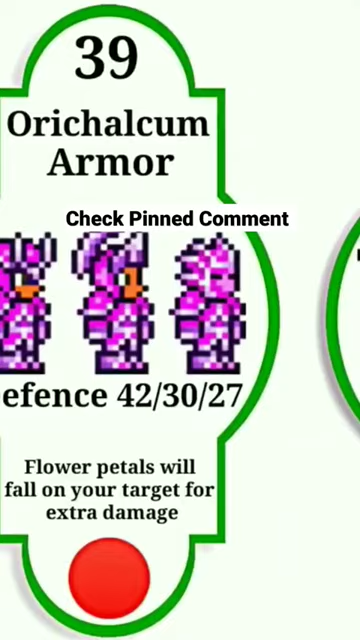 39
Orichalcum
Armor
Check Pinned Comment
efence 42/30/27
Flower petals will
fall on your target for
extra damage